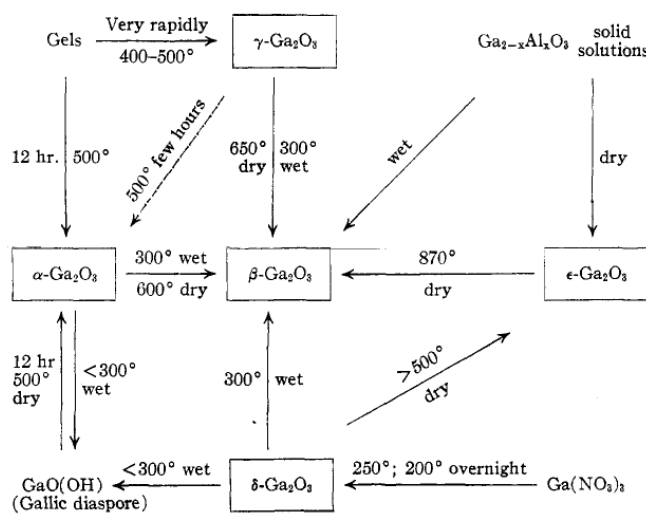 Very rapidly
Gels
400–500°
γ-Ga₂O₃
Ga₂₋ₓAlₓO₃ solid
solutions
12 hr. 500°
500° few hours
650° 300°
dry wet
wet
dry
α-Ga₂O₃
300° wet
600° dry
β-Ga₂O₃
870°
dry
ϵ-Ga₂O₃
12 hr
500°
dry
<300°
wet
300° wet
>500°
dry
GaO(OH)
(Gallic diaspore)
<300° wet
δ-Ga₂O₃
250°; 200° overnight
Ga(NO₃)₃